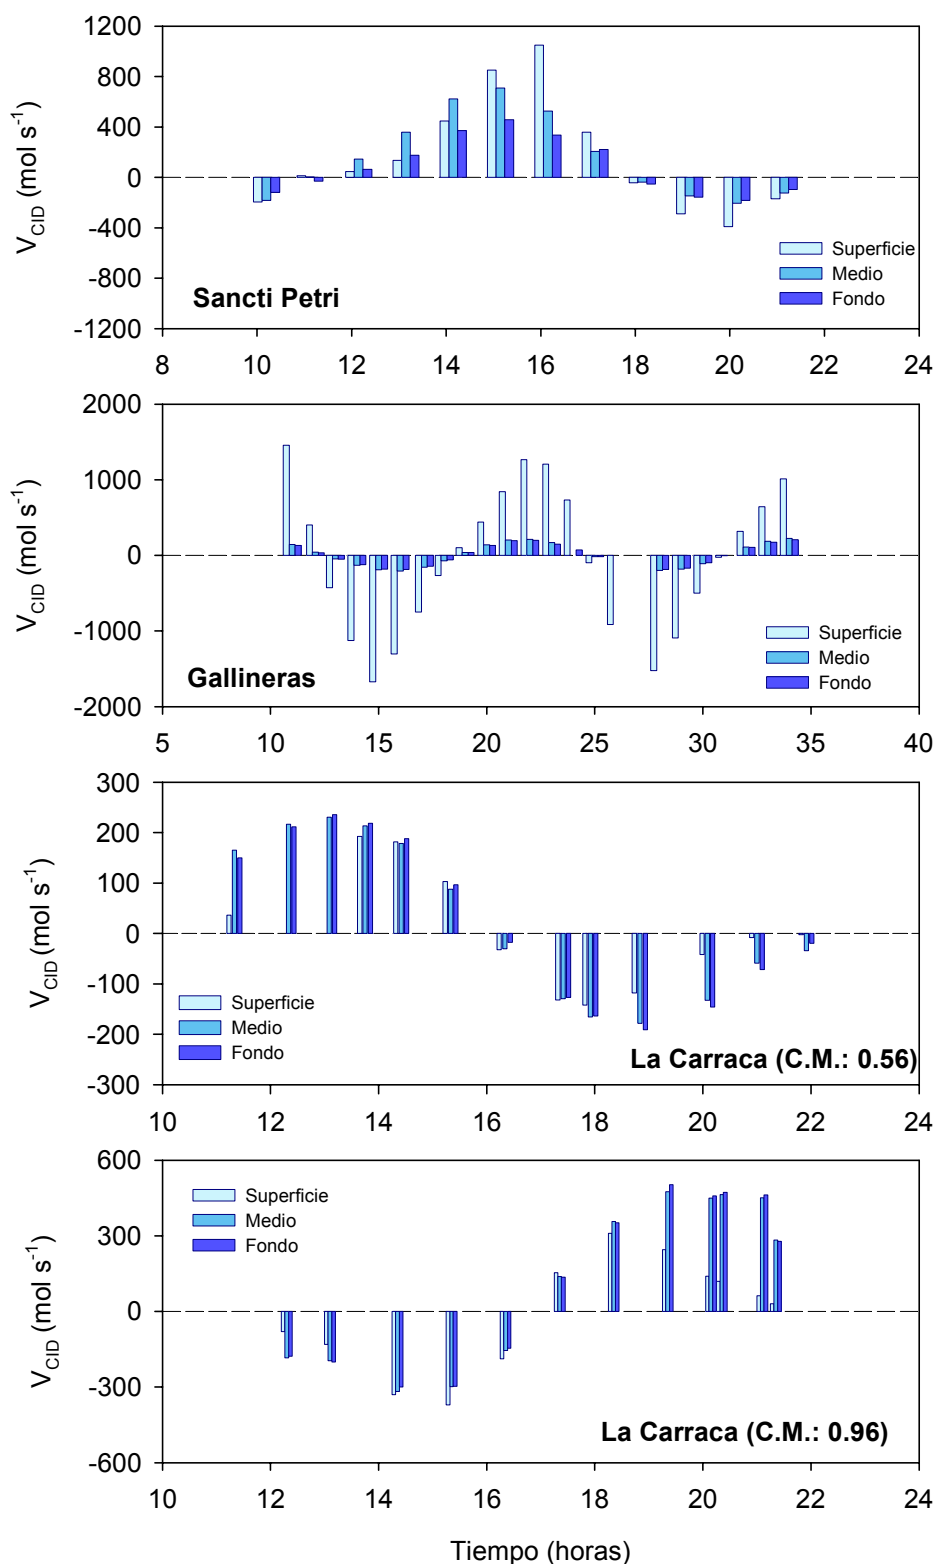 1200
800
400
0
-400
-800
-1200
V_CID (mol s⁻¹)
Superficie
Medio
Fondo
Sancti Petri
8 10 12 14 16 18 20 22 24
2000
1000
0
-1000
-2000
V_CID (mol s⁻¹)
Superficie
Medio
Fondo
Gallineras
5 10 15 20 25 30 35 40
300
200
100
0
-100
-200
-300
V_CID (mol s⁻¹)
Superficie
Medio
Fondo
La Carraca (C.M.: 0.56)
10 12 14 16 18 20 22 24
600
300
0
-300
-600
V_CID (mol s⁻¹)
Superficie
Medio
Fondo
La Carraca (C.M.: 0.96)
10 12 14 16 18 20 22 24
Tiempo (horas)